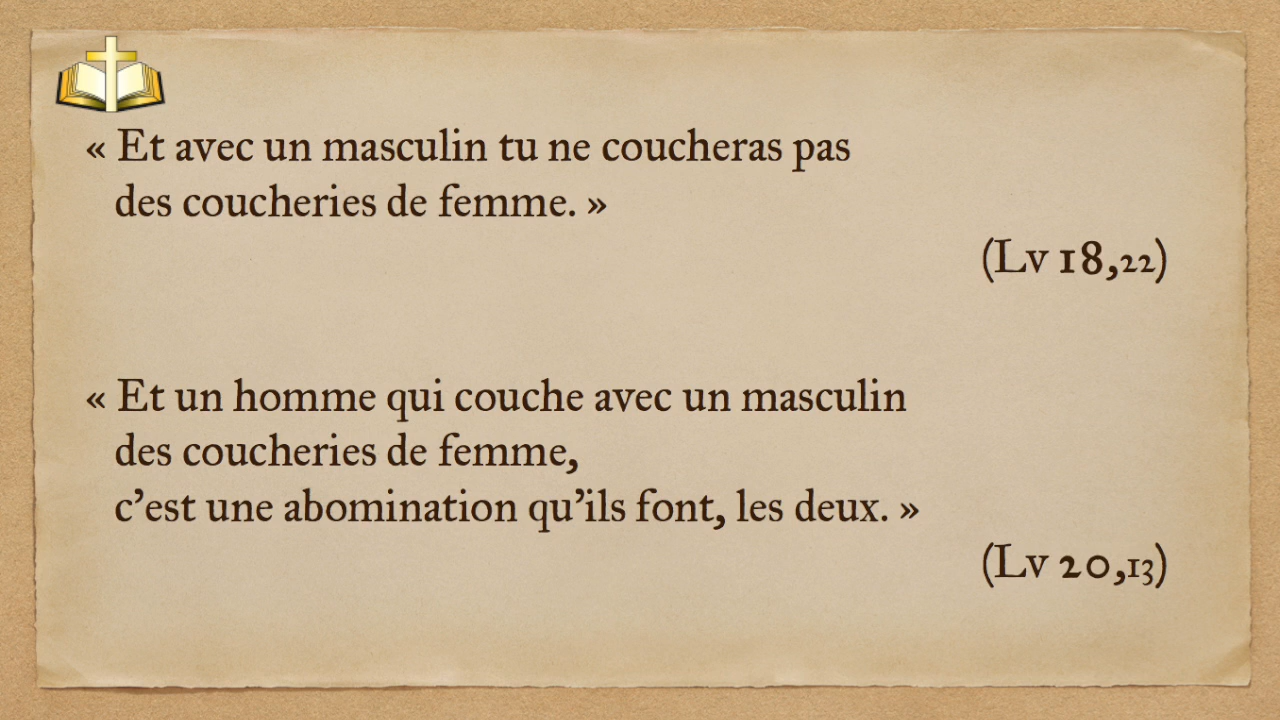 « Et avec un masculin tu ne coucheras pas
des coucheries de femme. »
(Lv 18,22)
« Et un homme qui couche avec un masculin
des coucheries de femme,
c’est une abomination qu’ils font, les deux. »
(Lv 20,13)